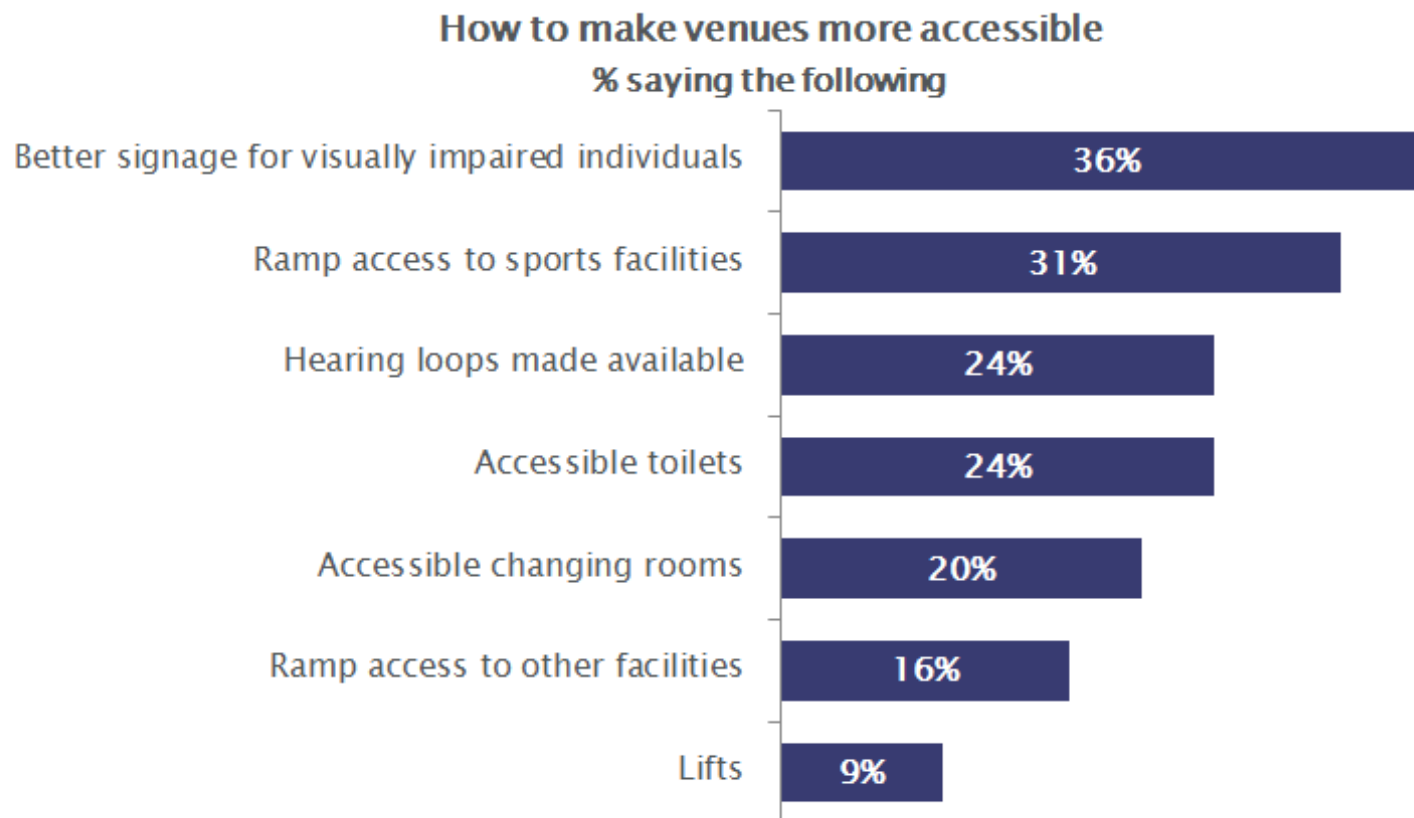 How to make venues more accessible
% saying the following
Better signage for visually impaired individuals 36%
Ramp access to sports facilities 31%
Hearing loops made available 24%
Accessible toilets 24%
Accessible changing rooms 20%
Ramp access to other facilities 16%
Lifts 9%